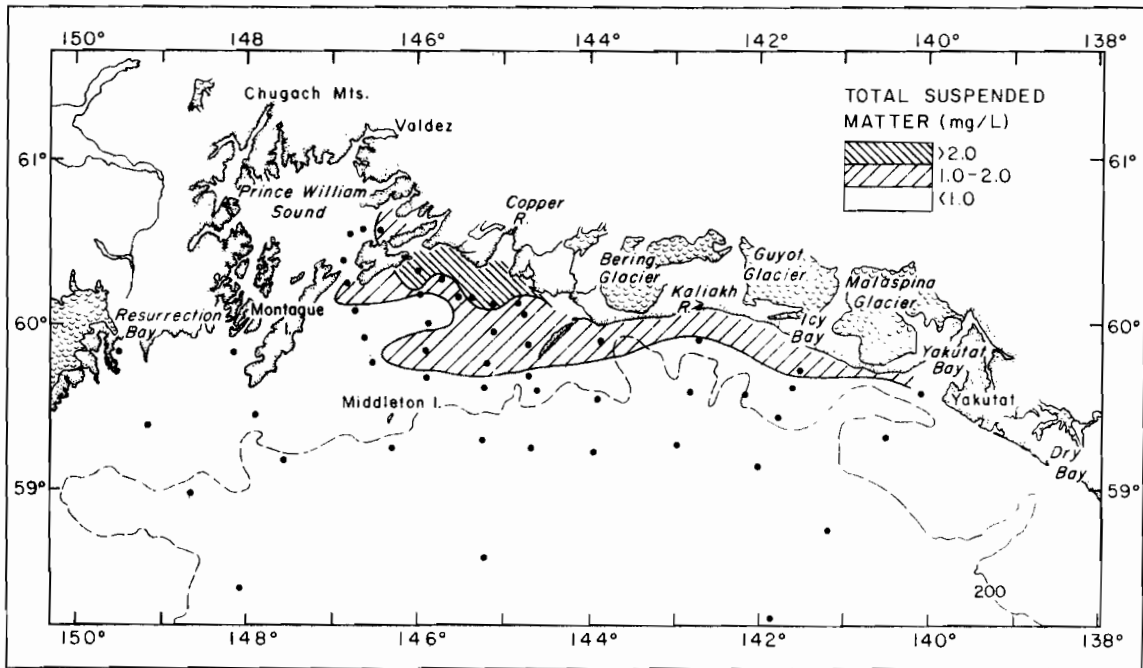 150° 148° 146° 144° 142° 140° 138°
TOTAL SUSPENDED
MATTER (mg/L)
>2.0
1.0-2.0
<1.0
Chugach Mts.
Valdez
61° 61°
Prince William
Sound
Copper
R.
Bering
Glacier
Guyot
Glacier
Malaspina
Glacier
Kaliakh
R.
Icy
Bay
60° 60°
Resurrection
Bay
Montague
Yakutat
Bay
Yakutat
Middleton I.
Dry
Bay
59° 59°
200
150° 148° 146° 144° 142° 140° 138°